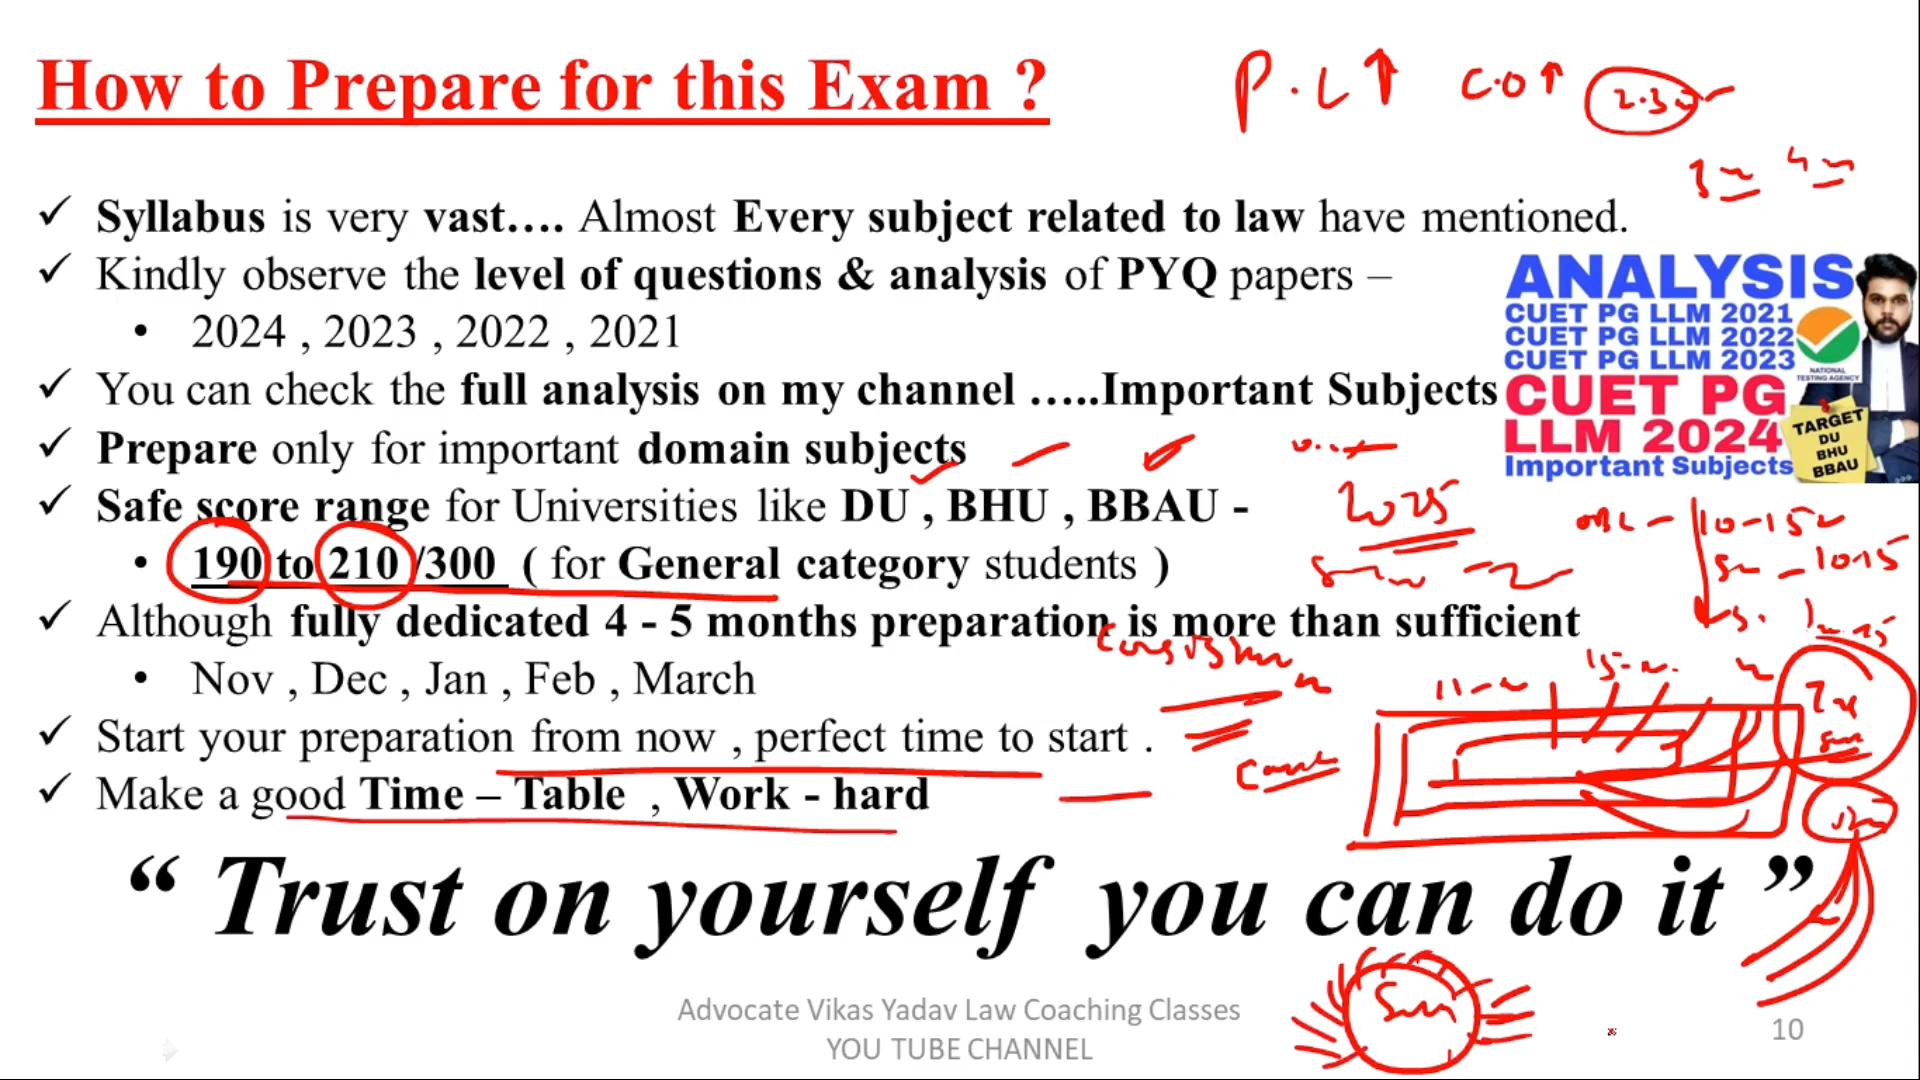 How to Prepare for this Exam ?
P.L↑ C.O↑
✓ Syllabus is very vast…. Almost Every subject related to law have mentioned.
✓ Kindly observe the level of questions & analysis of PYQ papers –
• 2024 , 2023 , 2022 , 2021
✓ You can check the full analysis on my channel …..Important Subjects
✓ Prepare only for important domain subjects
✓ Safe score range for Universities like DU , BHU , BBAU -
• 190 to 210 /300 ( for General category students )
✓ Although fully dedicated 4 - 5 months preparation is more than sufficient
• Nov , Dec , Jan , Feb , March
✓ Start your preparation from now , perfect time to start .
✓ Make a good Time – Table , Work - hard
“ Trust on yourself you can do it ”
ANALYSIS
CUET PG LLM 2021
CUET PG LLM 2022
CUET PG LLM 2023
CUET PG
LLM 2024
Important Subjects
NATIONAL
TESTING AGENCY
TARGET
DU
BHU
BBAU
2025
Advocate Vikas Yadav Law Coaching Classes
YOU TUBE CHANNEL
10